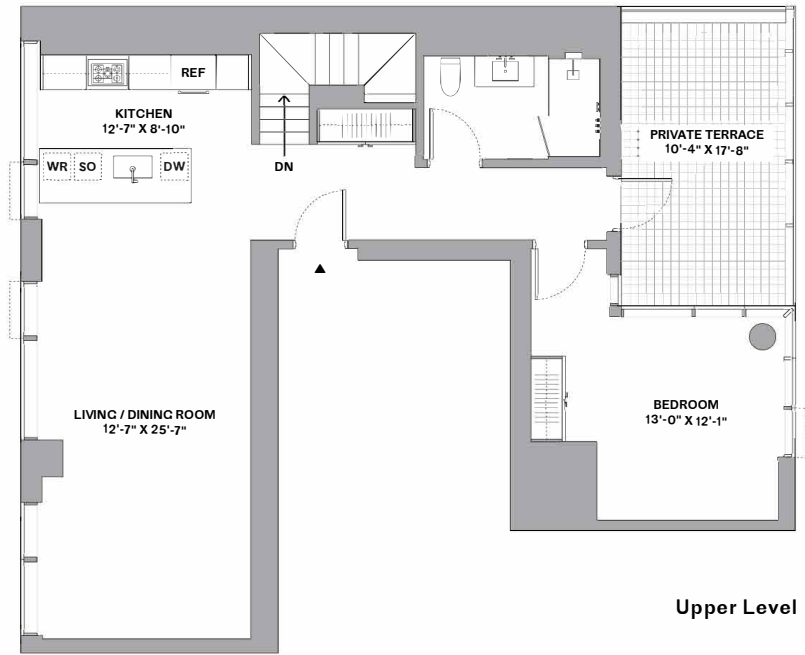 REF
KITCHEN
12'-7" X 8'-10"
WR SO DW
DN
PRIVATE TERRACE
10'-4" X 17'-8"
LIVING / DINING ROOM
12'-7" X 25'-7"
BEDROOM
13'-0" X 12'-1"
Upper Level